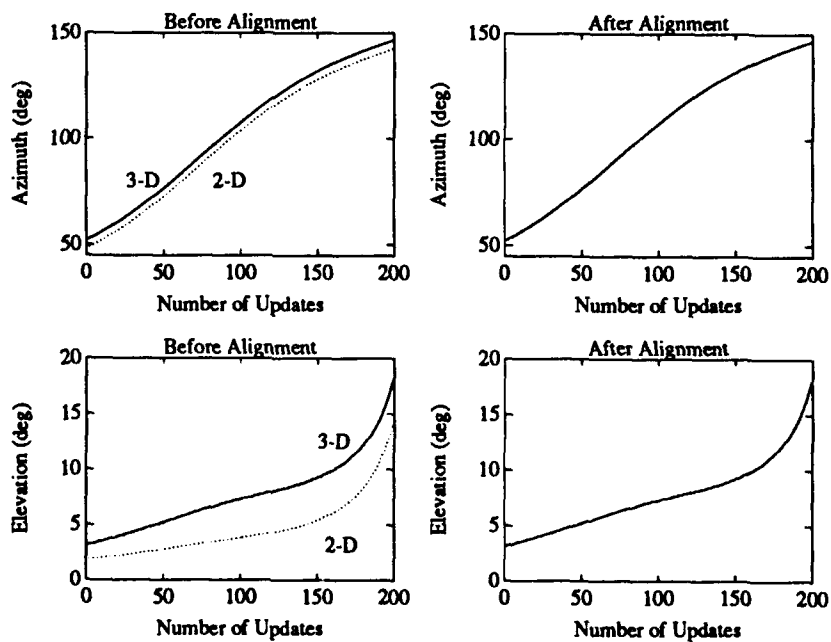 Before Alignment
150
100
50
Azimuth (deg)
3-D
2-D
0 50 100 150 200
Number of Updates
After Alignment
150
100
50
Azimuth (deg)
0 50 100 150 200
Number of Updates
Before Alignment
20
15
10
5
0
Elevation (deg)
3-D
2-D
0 50 100 150 200
Number of Updates
After Alignment
20
15
10
5
0
Elevation (deg)
0 50 100 150 200
Number of Updates